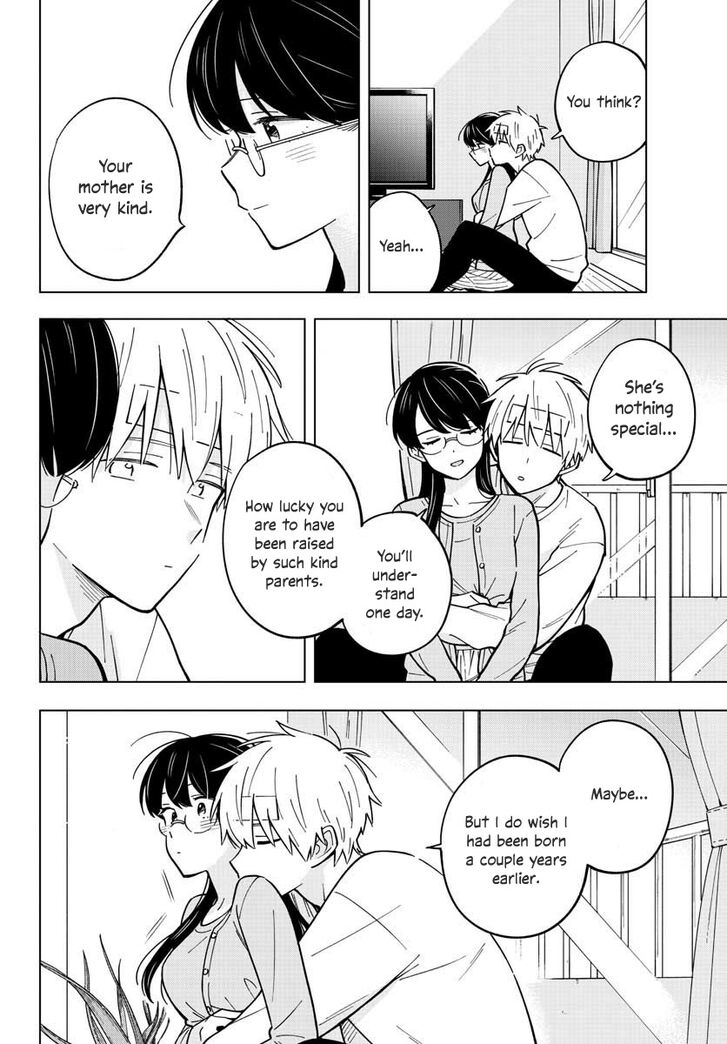 You think?
Yeah...
Your
mother is
very kind.
She's
nothing
special...
You'll
under-
stand
one day.
How lucky you
are to have
been raised
by such kind
parents.
Maybe...
But I do wish I
had been born
a couple years
earlier.